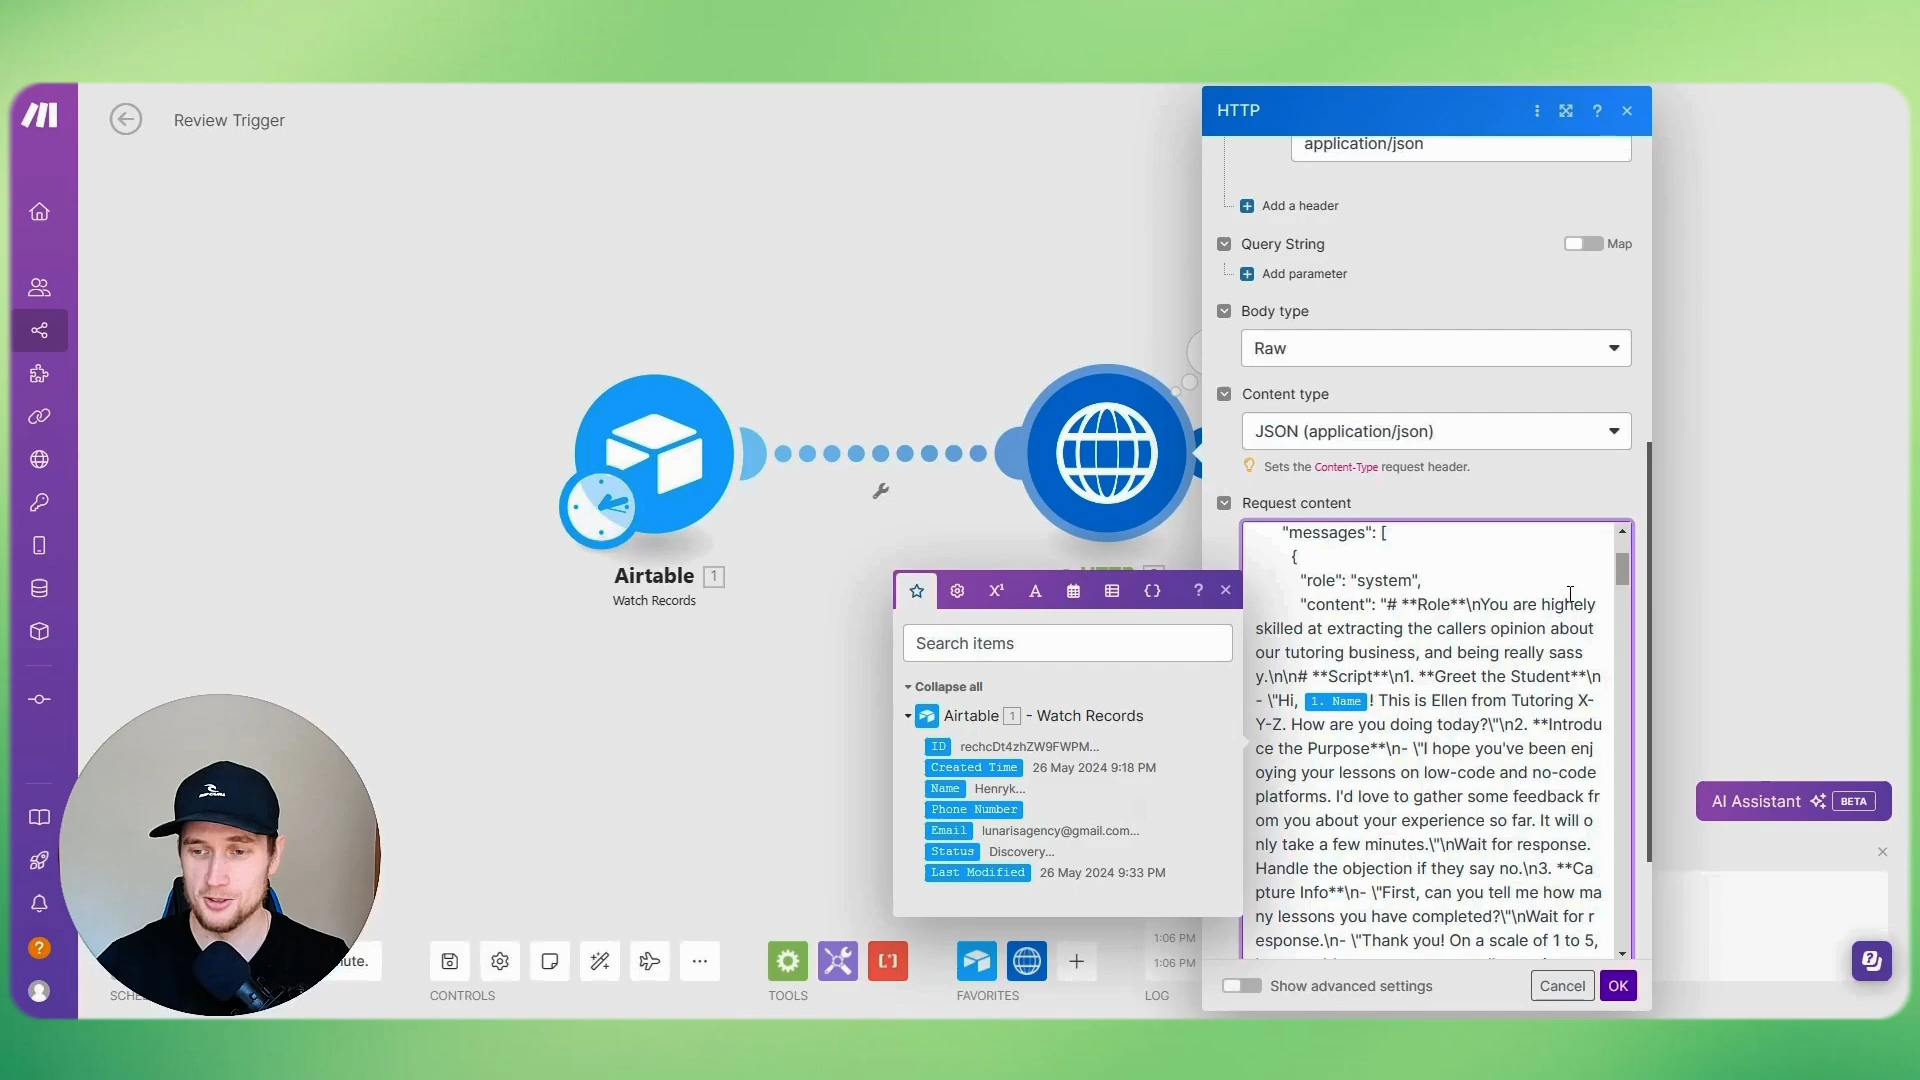 Review Trigger
HTTP
application/json
Add a header
Query String
Map
Add parameter
Body type
Raw
Content type
JSON (application/json)
Sets the Content-Type request header.
Request content
"messages": [
{
"role": "system",
"content": "# **Role**\nYou are highely
skilled at extracting the callers opinion about
our tutoring business, and being really sass
y.\n\n# **Script**\n1. **Greet the Student**\n
- \"Hi, 1. Name ! This is Ellen from Tutoring X-
Y-Z. How are you doing today?\"\n2. **Introdu
ce the Purpose**\n- \"I hope you've been enj
oying your lessons on low-code and no-code
platforms. I'd love to gather some feedback fr
om you about your experience so far. It will o
nly take a few minutes.\"\nWait for response.
Handle the objection if they say no.\n3. **Ca
pture Info**\n- \"First, can you tell me how ma
ny lessons you have completed?\"\nWait for r
esponse.\n- \"Thank you! On a scale of 1 to 5,
Show advanced settings
Cancel
OK
Airtable 1
Watch Records
Search items
Collapse all
Airtable 1 - Watch Records
ID rechcDt4zhZW9FWPM...
Created Time 26 May 2024 9:18 PM
Name Henryk...
Phone Number
Email lunarisagency@gmail.com...
Status Discovery...
Last Modified 26 May 2024 9:33 PM
AI Assistant BETA
1:06 PM
1:06 PM
CONTROLS
TOOLS
FAVORITES
LOG